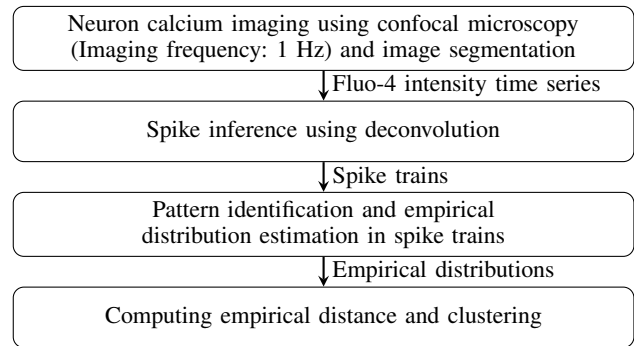 Neuron calcium imaging using confocal microscopy
(Imaging frequency: 1 Hz) and image segmentation
Fluo-4 intensity time series
Spike inference using deconvolution
Spike trains
Pattern identification and empirical
distribution estimation in spike trains
Empirical distributions
Computing empirical distance and clustering